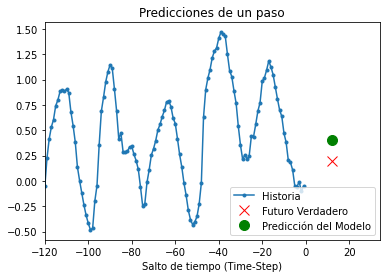 Predicciones de un paso
1.50
1.25
1.00
0.75
0.50
0.25
0.00
−0.25
−0.50
−120 −100 −80 −60 −40 −20 0 20
Salto de tiempo (Time-Step)
Historia
Futuro Verdadero
Predicción del Modelo